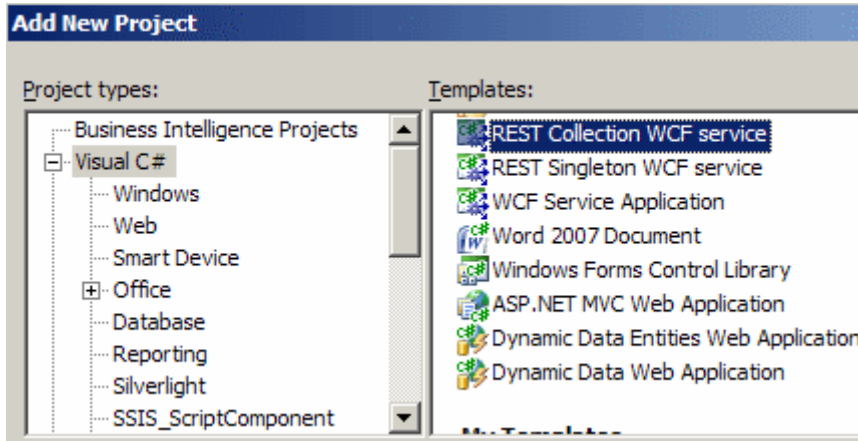 Add New Project
Project types:
Business Intelligence Projects
Visual C#
Windows
Web
Smart Device
Office
Database
Reporting
Silverlight
SSIS_ScriptComponent
Templates:
REST Collection WCF service
REST Singleton WCF service
WCF Service Application
Word 2007 Document
Windows Forms Control Library
ASP.NET MVC Web Application
Dynamic Data Entities Web Application
Dynamic Data Web Application
My Templates